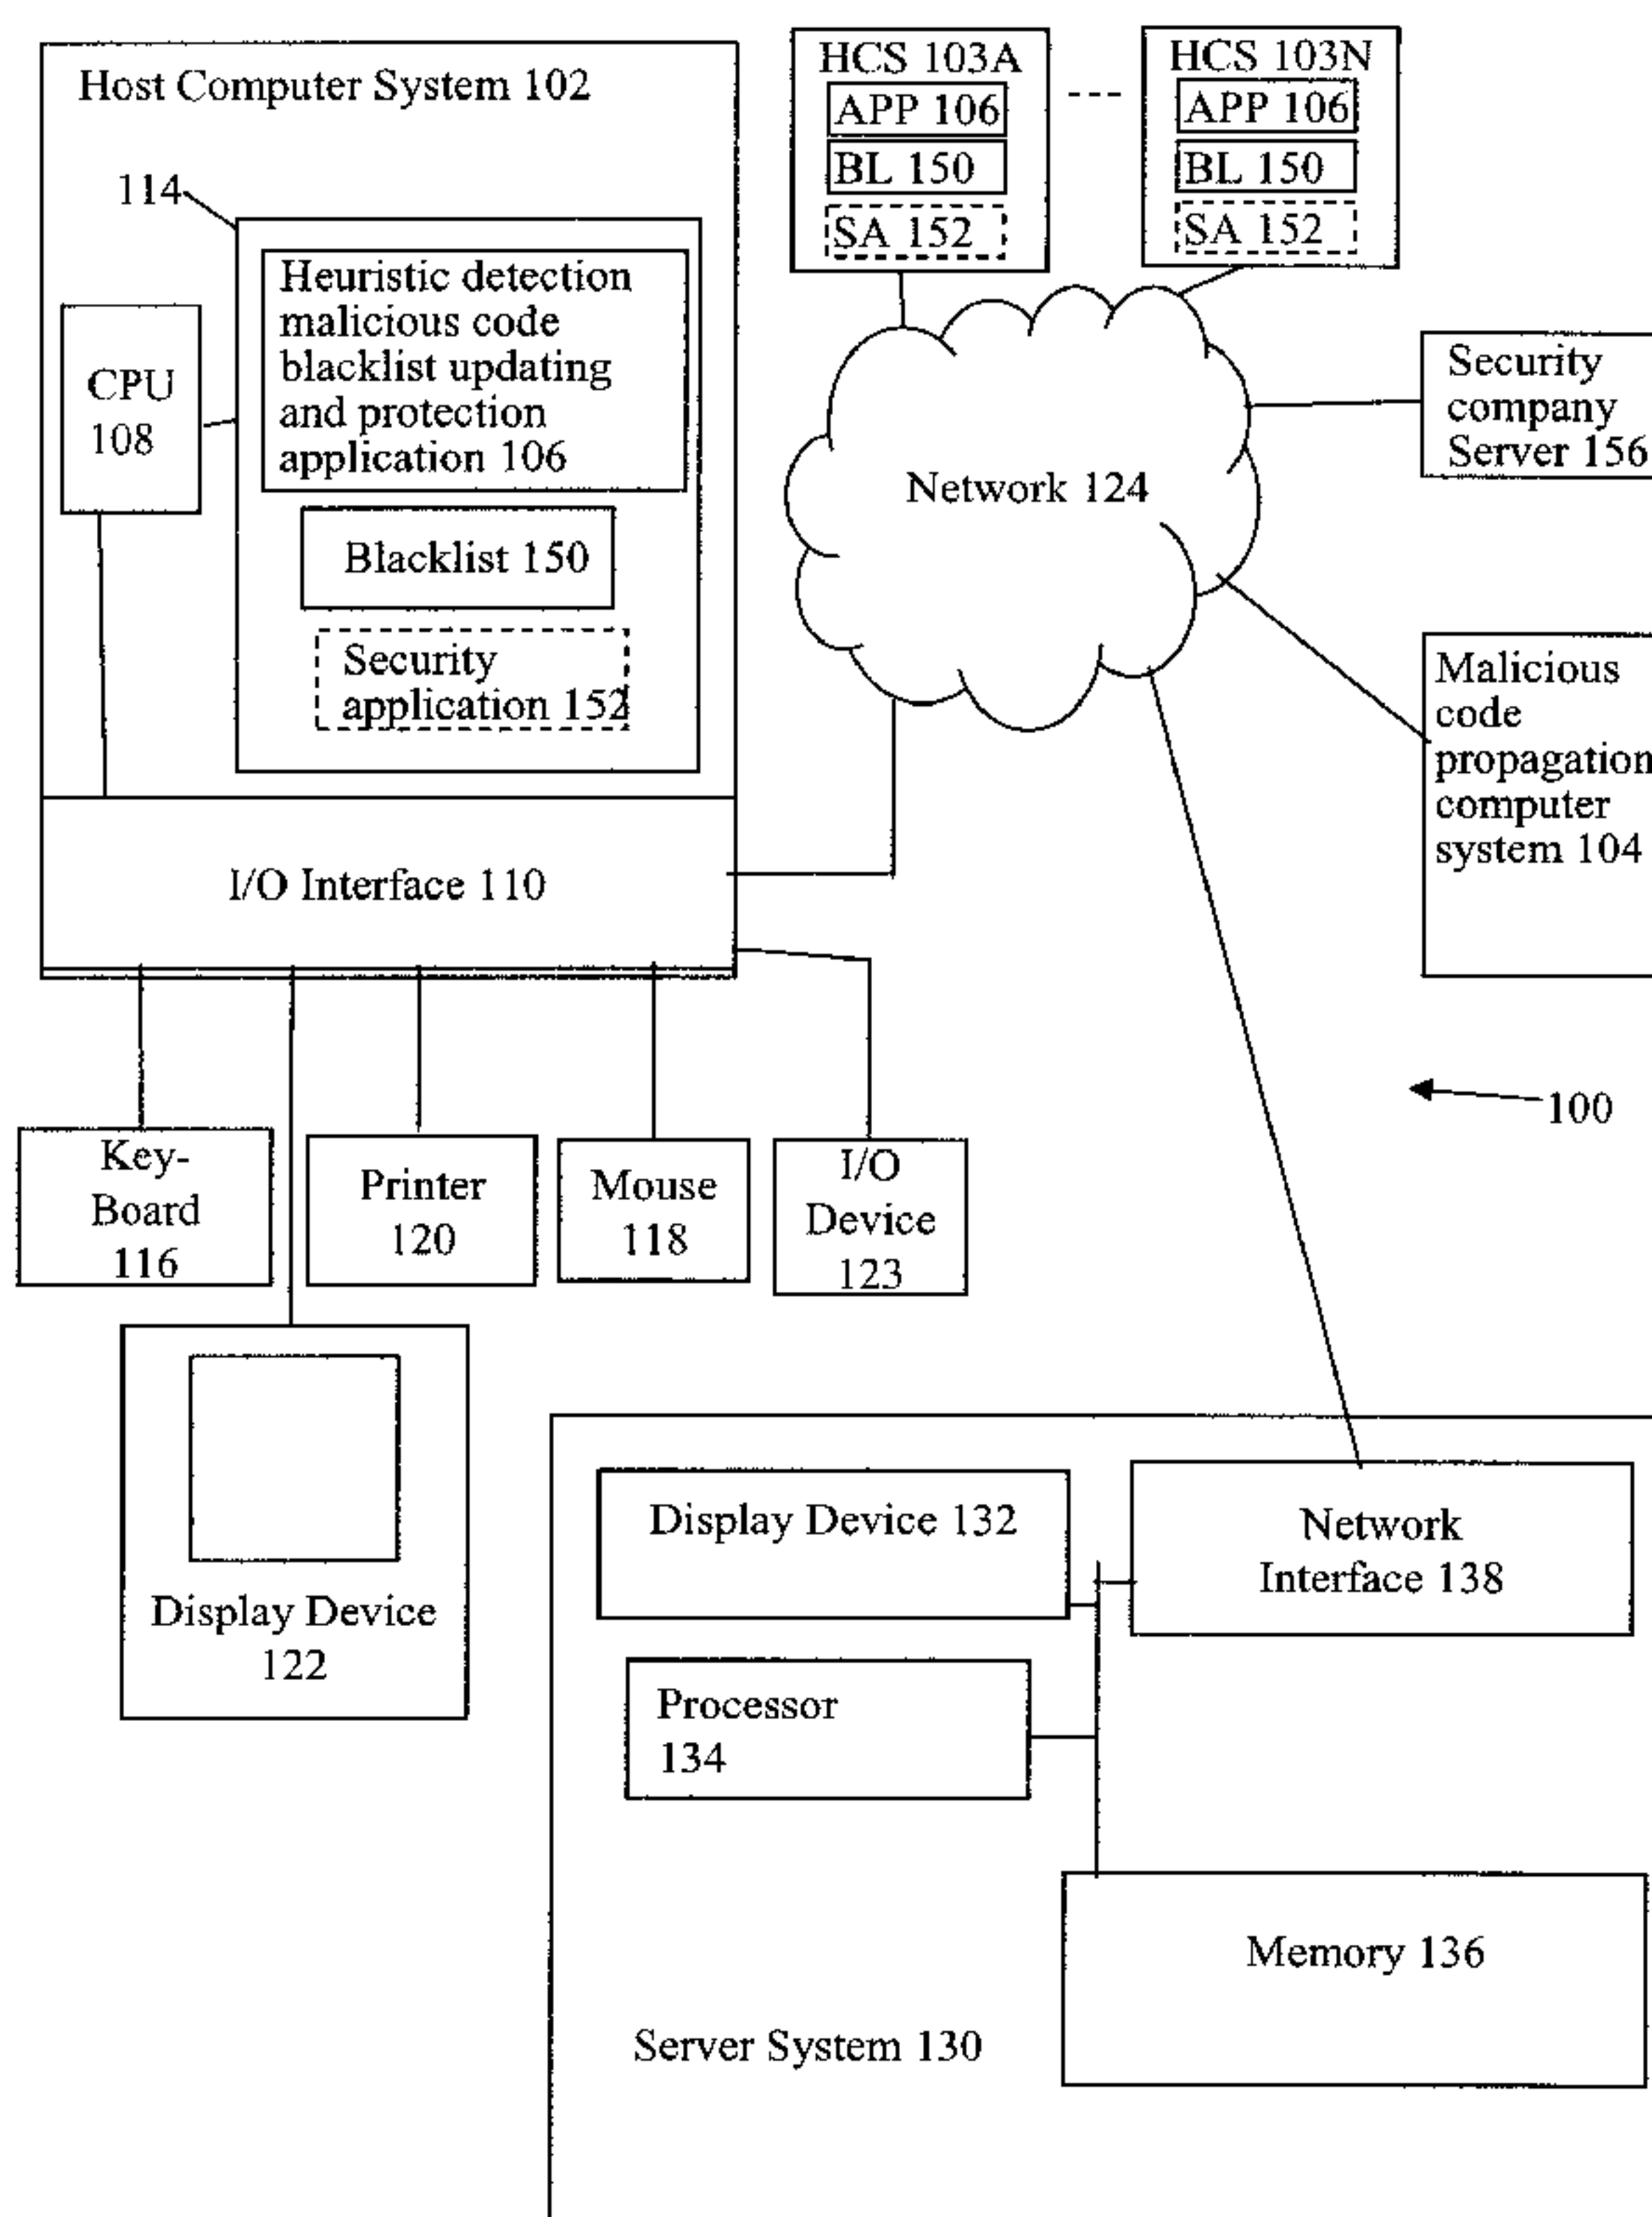 Host Computer System 102
114
Heuristic detection
malicious code
blacklist updating
and protection
application 106
CPU
108
Blacklist 150
Security
application 152
I/O Interface 110
HCS 103A
APP 106
BL 150
SA 152
HCS 103N
APP 106
BL 150
SA 152
Network 124
Security
company
Server 156
Malicious
code
propagation
computer
system 104
100
Key-
Board
116
Printer
120
Mouse
118
I/O
Device
123
Display Device
122
Display Device 132
Network
Interface 138
Processor
134
Memory 136
Server System 130